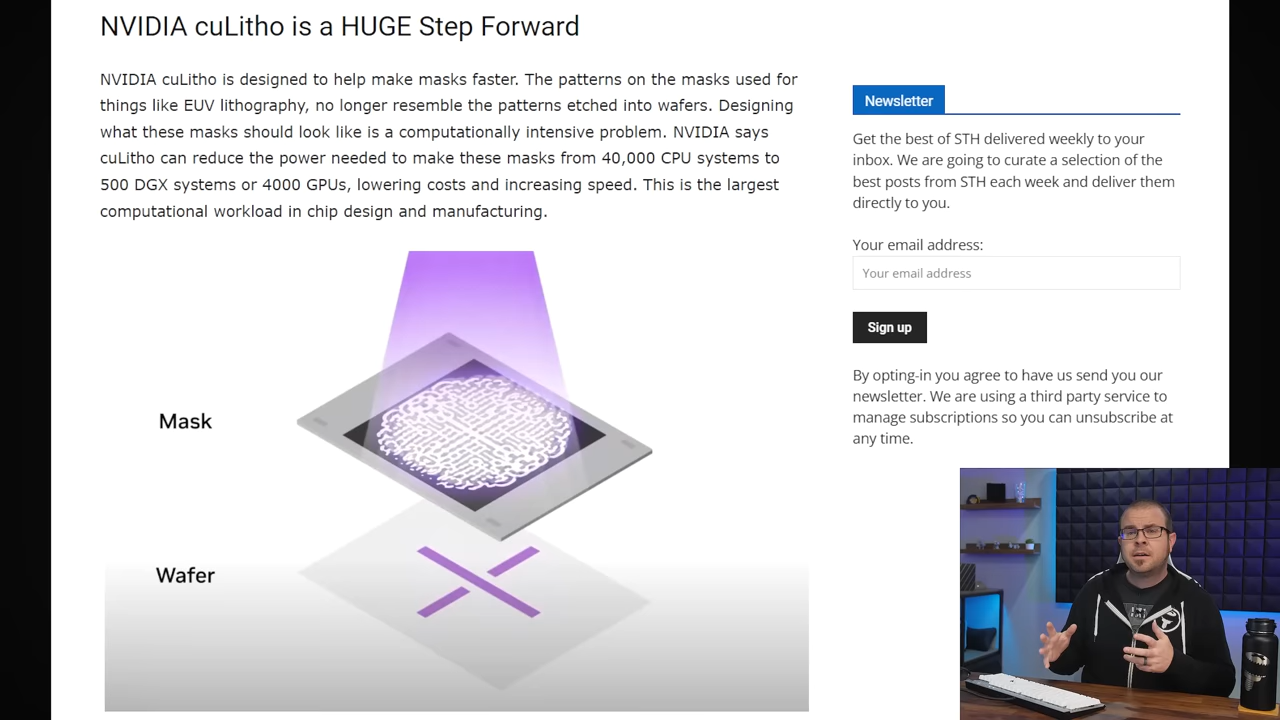 NVIDIA cuLitho is a HUGE Step Forward
NVIDIA cuLitho is designed to help make masks faster. The patterns on the masks used for
things like EUV lithography, no longer resemble the patterns etched into wafers. Designing
what these masks should look like is a computationally intensive problem. NVIDIA says
cuLitho can reduce the power needed to make these masks from 40,000 CPU systems to
500 DGX systems or 4000 GPUs, lowering costs and increasing speed. This is the largest
computational workload in chip design and manufacturing.
Mask
Wafer
Newsletter
Get the best of STH delivered weekly to your
inbox. We are going to curate a selection of the
best posts from STH each week and deliver them
directly to you.
Your email address:
Your email address
Sign up
By opting-in you agree to have us send you our
newsletter. We are using a third party service to
manage subscriptions so you can unsubscribe at
any time.